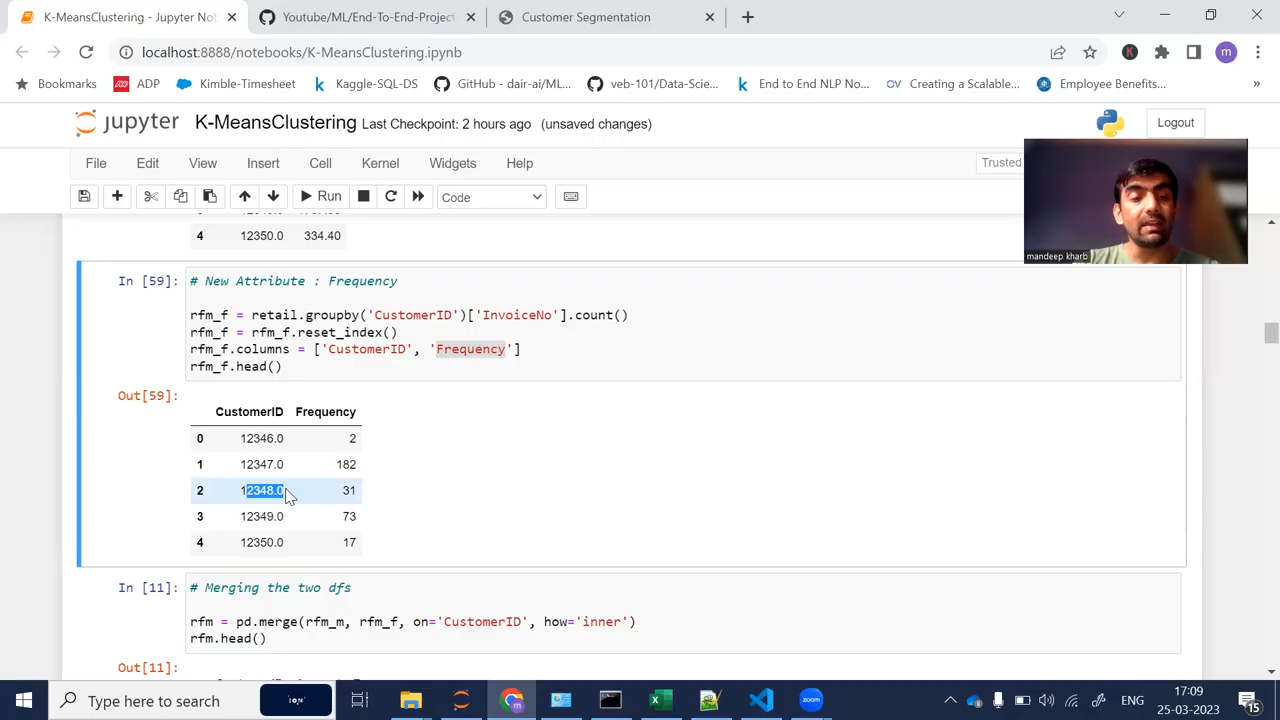 K-MeansClustering - Jupyter Not
Youtube/ML/End-To-End-Project
Customer Segmentation
localhost:8888/notebooks/K-MeansClustering.ipynb
m
Bookmarks
ADP
Kimble-Timesheet
Kaggle-SQL-DS
GitHub - dair-ai/ML...
veb-101/Data-Scie...
End to End NLP No...
Creating a Scalable...
Employee Benefits...
»
jupyter
K-MeansClustering Last Checkpoint: 2 hours ago (unsaved changes)
Logout
File Edit View Insert Cell Kernel Widgets Help
Trusted
Run
Code
mandeep kharb
4 12350.0 334.40
In [59]:
# New Attribute : Frequency
rfm_f = retail.groupby('CustomerID')['InvoiceNo'].count()
rfm_f = rfm_f.reset_index()
rfm_f.columns = ['CustomerID', 'Frequency']
rfm_f.head()
Out[59]:
CustomerID Frequency
0 12346.0 2
1 12347.0 182
2 12348.0 31
3 12349.0 73
4 12350.0 17
In [11]:
# Merging the two dfs
rfm = pd.merge(rfm_m, rfm_f, on='CustomerID', how='inner')
rfm.head()
Out[11]:
Type here to search
zoom
ENG
17:09
25-03-2023
15